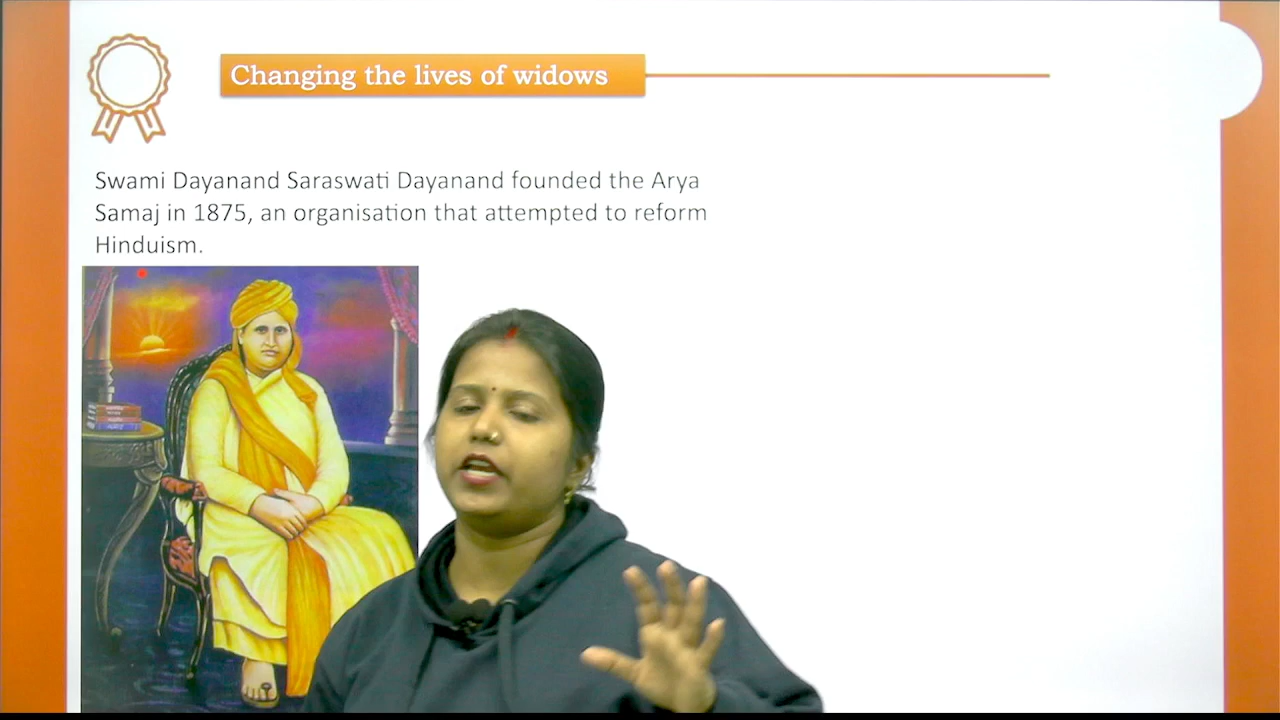 Changing the lives of widows
Swami Dayanand Saraswati Dayanand founded the Arya
Samaj in 1875, an organisation that attempted to reform
Hinduism.